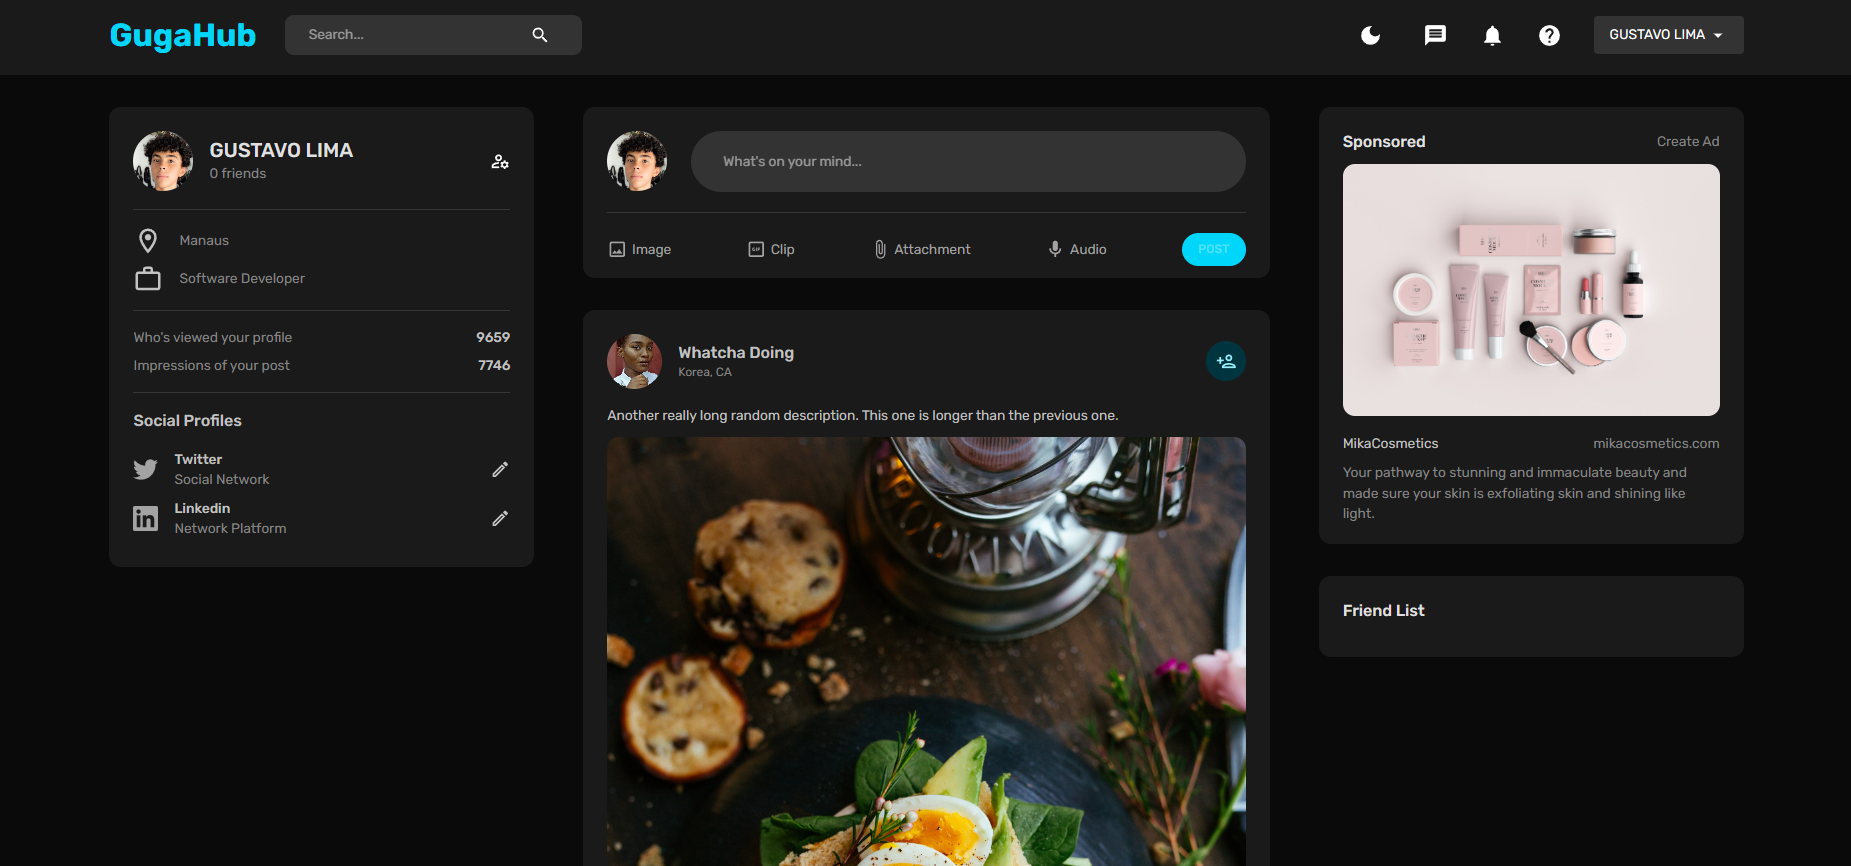 GugaHub
Search...
GUSTAVO LIMA
GUSTAVO LIMA
0 friends
Manaus
Software Developer
Who's viewed your profile 9659
Impressions of your post 7746
Social Profiles
Twitter
Social Network
Linkedin
Network Platform
What's on your mind...
Image
GIF
Clip
Attachment
Audio
POST
Whatcha Doing
Korea, CA
Another really long random description. This one is longer than the previous one.
Sponsored
Create Ad
MikaCosmetics
mikacosmetics.com
Your pathway to stunning and immaculate beauty and
made sure your skin is exfoliating skin and shining like
light.
Friend List